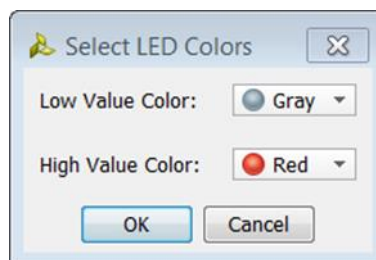 Select LED Colors
Low Value Color: Gray
High Value Color: Red
OK Cancel